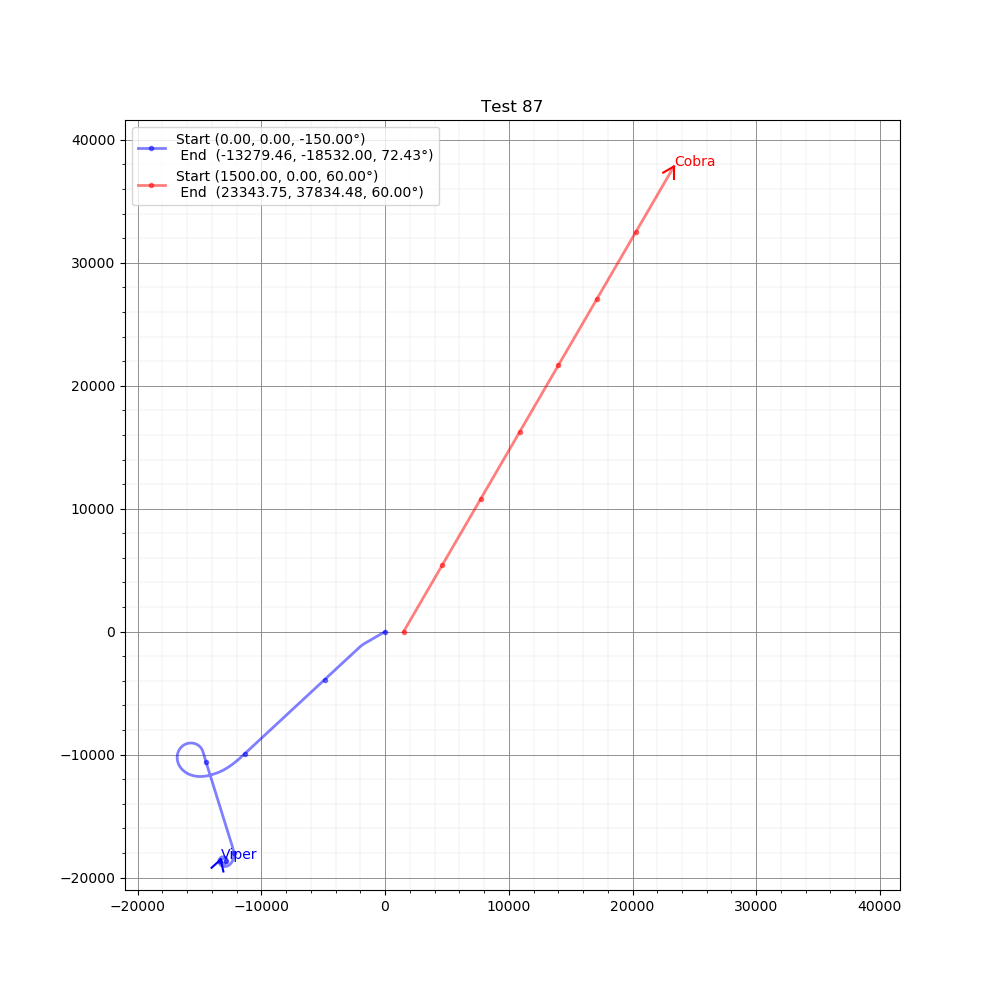 Test 87
Start (0.00, 0.00, -150.00°)
End (-13279.46, -18532.00, 72.43°)
Start (1500.00, 0.00, 60.00°)
End (23343.75, 37834.48, 60.00°)
Cobra
Viper
40000
30000
20000
10000
0
−10000
−20000
−20000 −10000 0 10000 20000 30000 40000